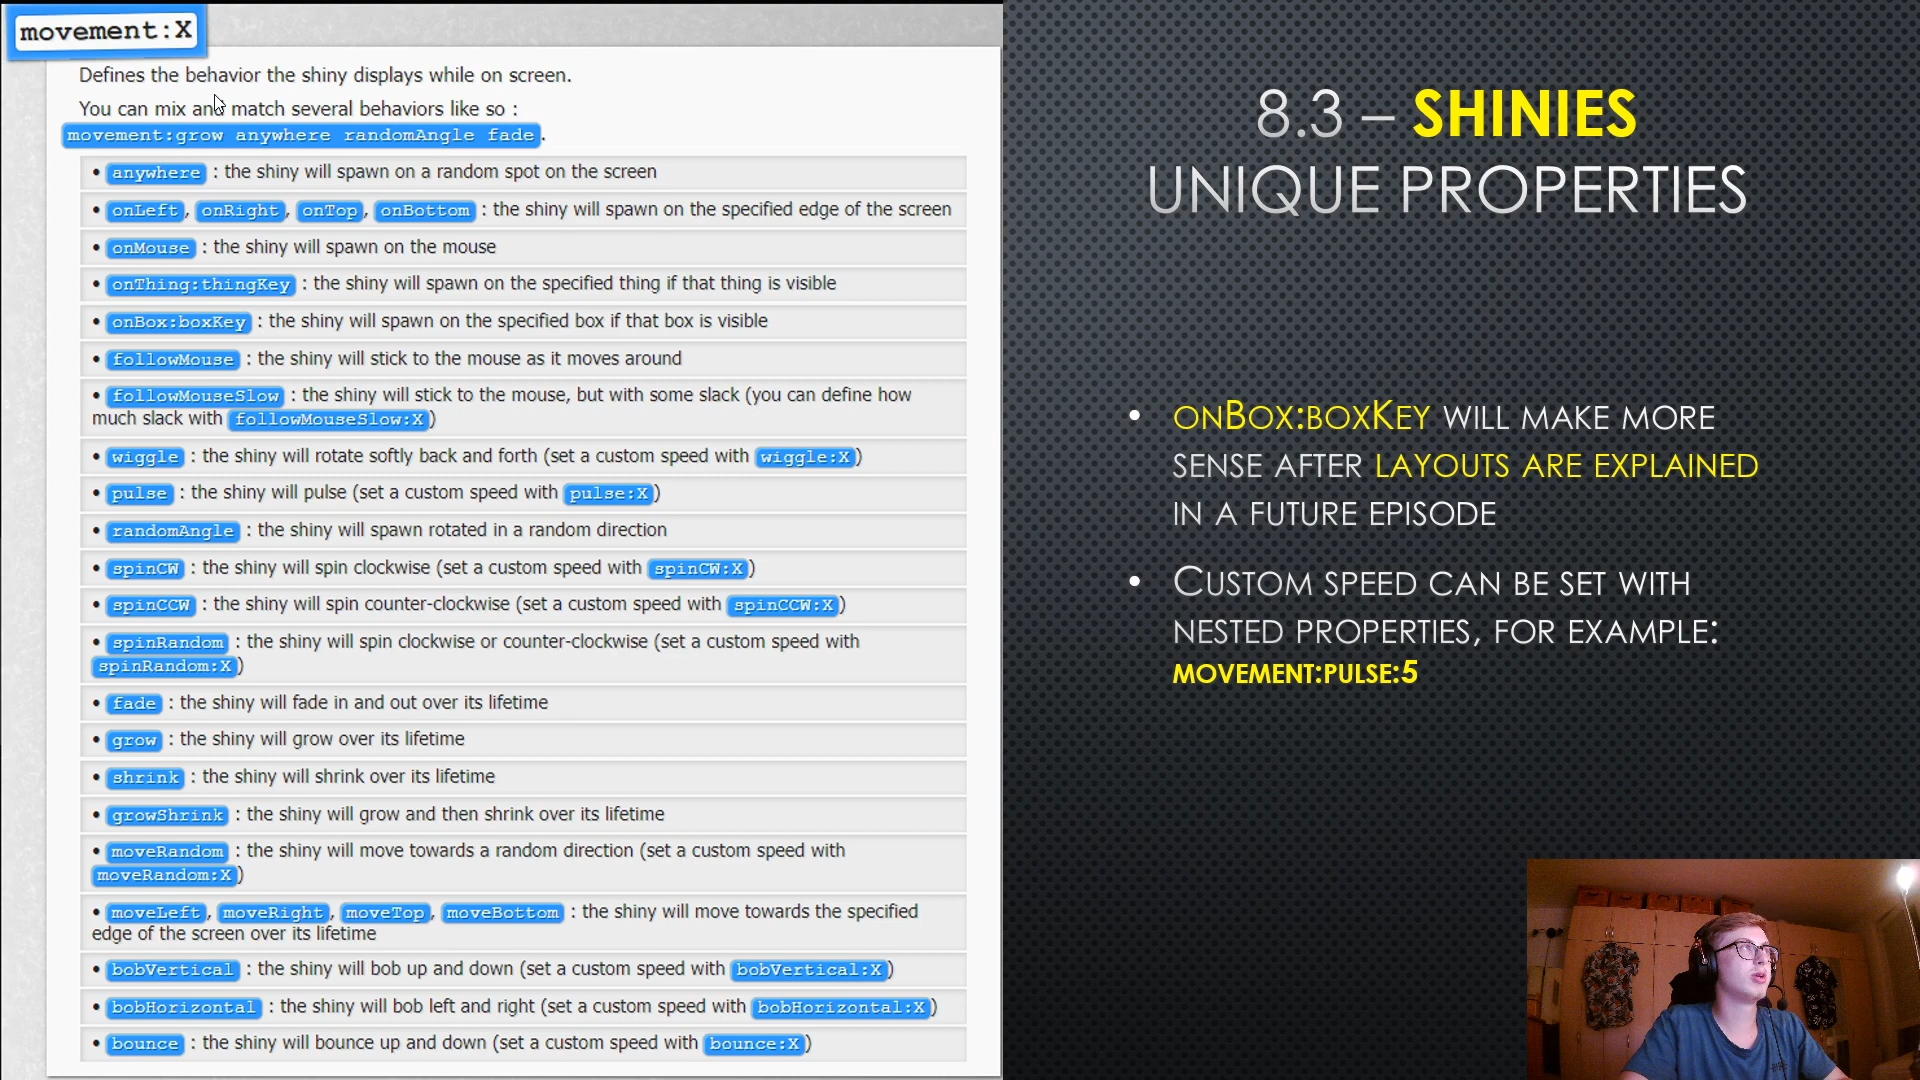 movement:X
Defines the behavior the shiny displays while on screen.
You can mix and match several behaviors like so :
movement:grow anywhere randomAngle fade.
• anywhere : the shiny will spawn on a random spot on the screen
• onLeft, onRight, onTop, onBottom : the shiny will spawn on the specified edge of the screen
• onMouse : the shiny will spawn on the mouse
• onThing:thingKey : the shiny will spawn on the specified thing if that thing is visible
• onBox:boxKey : the shiny will spawn on the specified box if that box is visible
• followMouse : the shiny will stick to the mouse as it moves around
• followMouseSlow : the shiny will stick to the mouse, but with some slack (you can define how
much slack with followMouseSlow:X)
• wiggle : the shiny will rotate softly back and forth (set a custom speed with wiggle:X)
• pulse : the shiny will pulse (set a custom speed with pulse:X)
• randomAngle : the shiny will spawn rotated in a random direction
• spinCW : the shiny will spin clockwise (set a custom speed with spinCW:X)
• spinCCW : the shiny will spin counter-clockwise (set a custom speed with spinCCW:X)
• spinRandom : the shiny will spin clockwise or counter-clockwise (set a custom speed with
spinRandom:X)
• fade : the shiny will fade in and out over its lifetime
• grow : the shiny will grow over its lifetime
• shrink : the shiny will shrink over its lifetime
• growShrink : the shiny will grow and then shrink over its lifetime
• moveRandom : the shiny will move towards a random direction (set a custom speed with
moveRandom:X)
• moveLeft, moveRight, moveTop, moveBottom : the shiny will move towards the specified
edge of the screen over its lifetime
• bobVertical : the shiny will bob up and down (set a custom speed with bobVertical:X)
• bobHorizontal : the shiny will bob left and right (set a custom speed with bobHorizontal:X)
• bounce : the shiny will bounce up and down (set a custom speed with bounce:X)
8.3 – SHINIES
UNIQUE PROPERTIES
• ONBOX:BOXKEY WILL MAKE MORE
SENSE AFTER LAYOUTS ARE EXPLAINED
IN A FUTURE EPISODE
• CUSTOM SPEED CAN BE SET WITH
NESTED PROPERTIES, FOR EXAMPLE:
MOVEMENT:PULSE:5